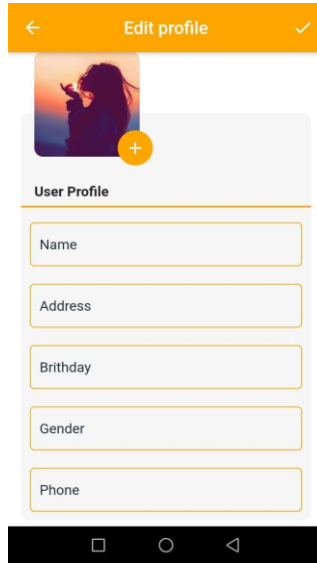 Edit profile
User Profile
Name
Address
Brithday
Gender
Phone